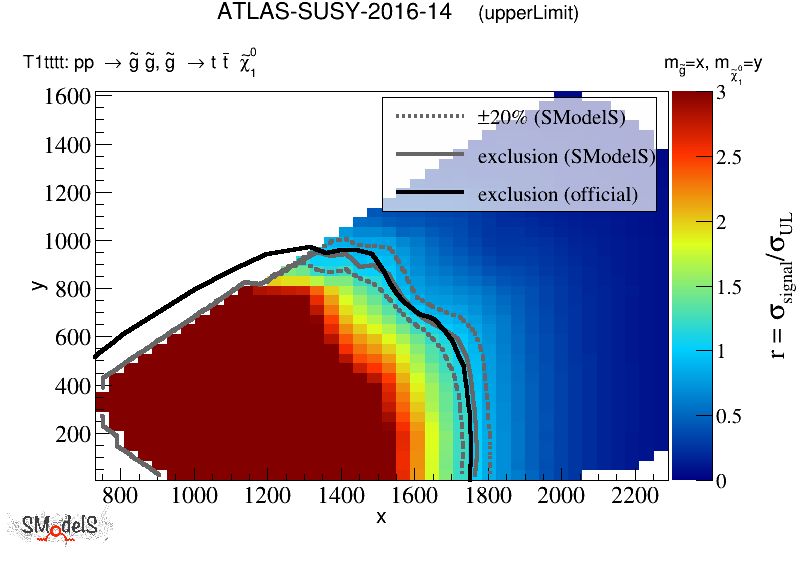 ATLAS-SUSY-2016-14 (upperLimit)
T1tttt: pp → g̃ g̃, g̃ → t t̄ χ̃₁⁰
m_g̃=x, m_χ̃₁⁰=y
±20% (SModelS)
exclusion (SModelS)
exclusion (official)
1600
1400
1200
1000
800
600
400
200
y
800 1000 1200 1400 1600 1800 2000 2200
x
3
2.5
2
1.5
1
0.5
0
r = σ_signal/σ_UL
SModelS